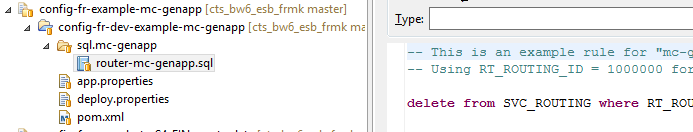 config-fr-example-mc-genapp [cts_bw6_esb_frmk master]
config-fr-dev-example-mc-genapp [cts_bw6_esb_frmk
sql.mc-genapp
router-mc-genapp.sql
app.properties
deploy.properties
pom.xml
Type:
-- This is an example rule for "mc-g
-- Using RT_ROUTING_ID = 1000000 for
delete from SVC_ROUTING where RT_ROU